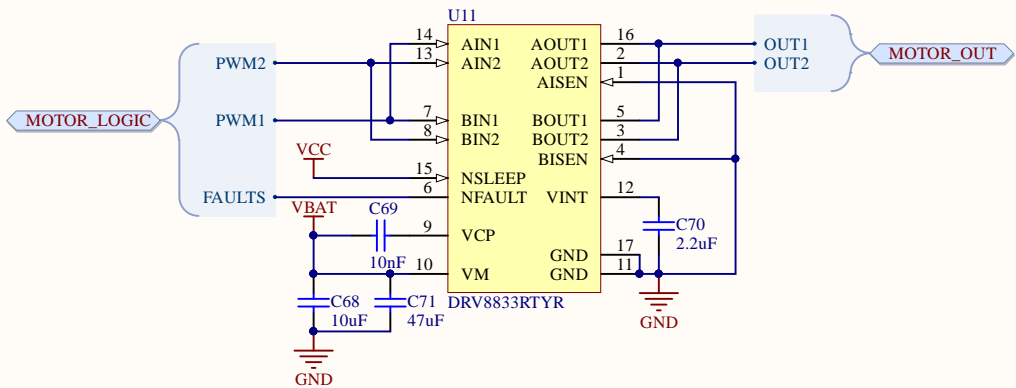 U11
14 AIN1 AOUT1 16
PWM2 13 AIN2 AOUT2 2
AISEN 1
OUT1
OUT2
MOTOR_OUT
MOTOR_LOGIC
PWM1 7 BIN1 BOUT1 5
8 BIN2 BOUT2 3
BISEN 4
VCC
15 NSLEEP
FAULTS 6 NFAULT VINT 12
VBAT
C69
10nF
9 VCP
C70
2.2uF
GND 17
10 VM GND 11
C68
10uF
C71
47uF
DRV8833RTYR
GND
GND